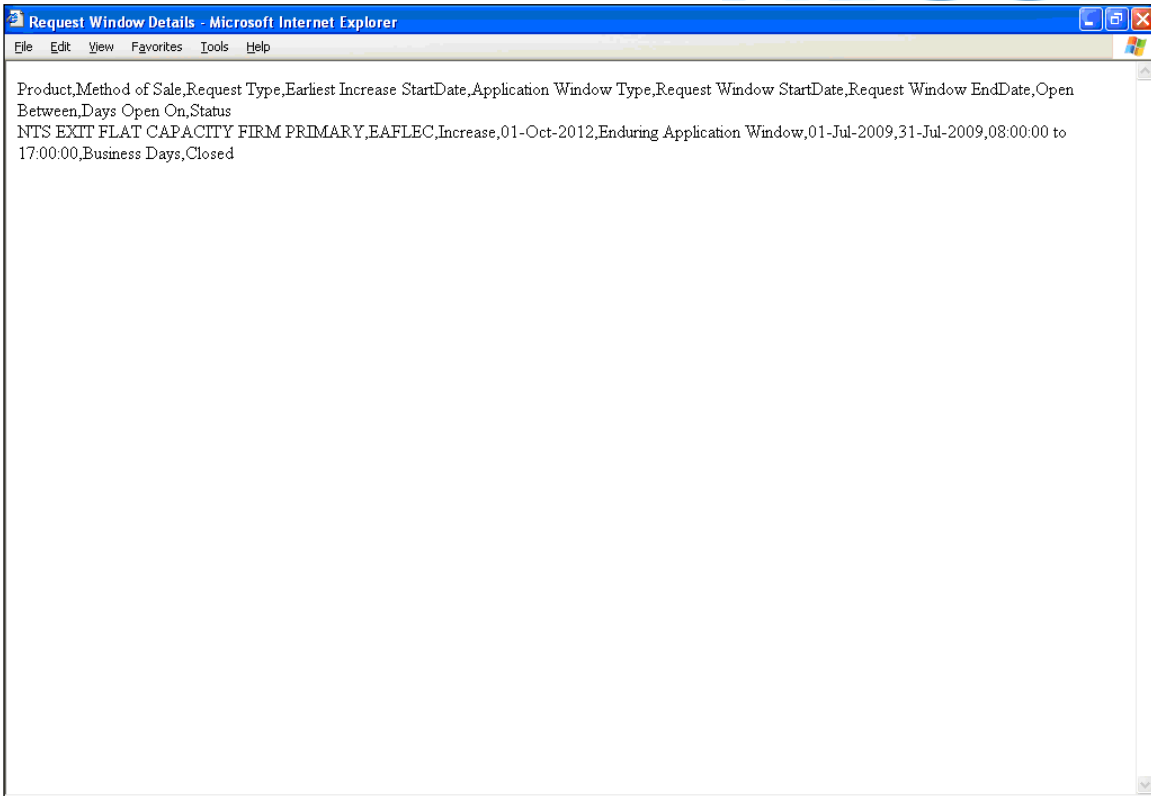 Request Window Details - Microsoft Internet Explorer
File Edit View Favorites Tools Help
Product,Method of Sale,Request Type,Earliest Increase StartDate,Application Window Type,Request Window StartDate,Request Window EndDate,Open
Between,Days Open On,Status
NTS EXIT FLAT CAPACITY FIRM PRIMARY,EAFLEC,Increase,01-Oct-2012,Enduring Application Window,01-Jul-2009,31-Jul-2009,08:00:00 to
17:00:00,Business Days,Closed